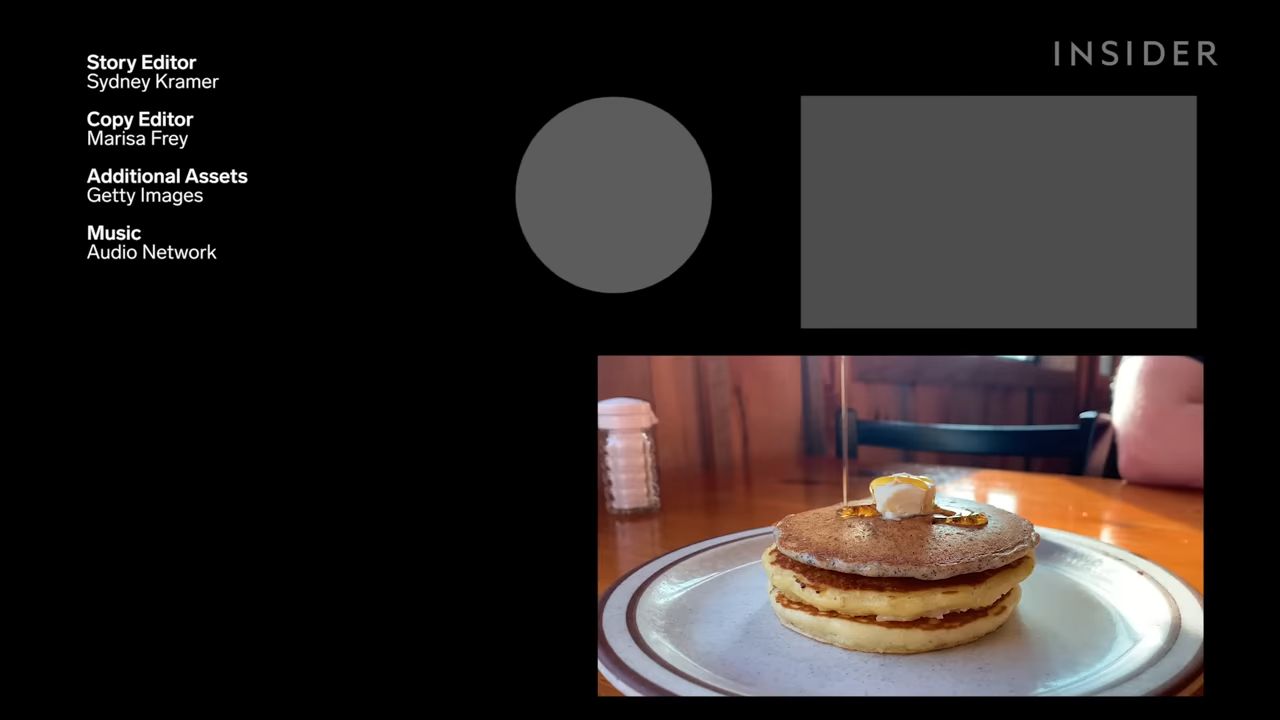 INSIDER
Story Editor
Sydney Kramer
Copy Editor
Marisa Frey
Additional Assets
Getty Images
Music
Audio Network